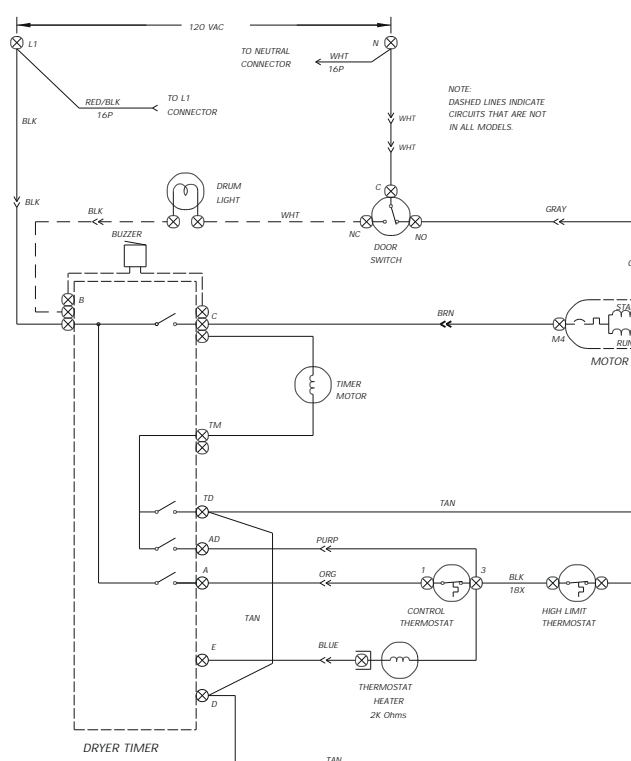 120 VAC
L1
N
TO NEUTRAL
CONNECTOR
WHT
16P
RED/BLK
16P
TO L1
CONNECTOR
NOTE:
DASHED LINES INDICATE
CIRCUITS THAT ARE NOT
IN ALL MODELS.
BLK
WHT
WHT
DRUM
LIGHT
C
BLK
BLK
WHT
GRAY
BUZZER
NC
NO
DOOR
SWITCH
B
C
BRN
M4
MOTOR
TIMER
MOTOR
TM
TD
TAN
AD
PURP
A
ORG
1
3
BLK
18X
CONTROL
THERMOSTAT
HIGH LIMIT
THERMOSTAT
TAN
E
BLUE
D
THERMOSTAT
HEATER
2K Ohms
DRYER TIMER
TAN